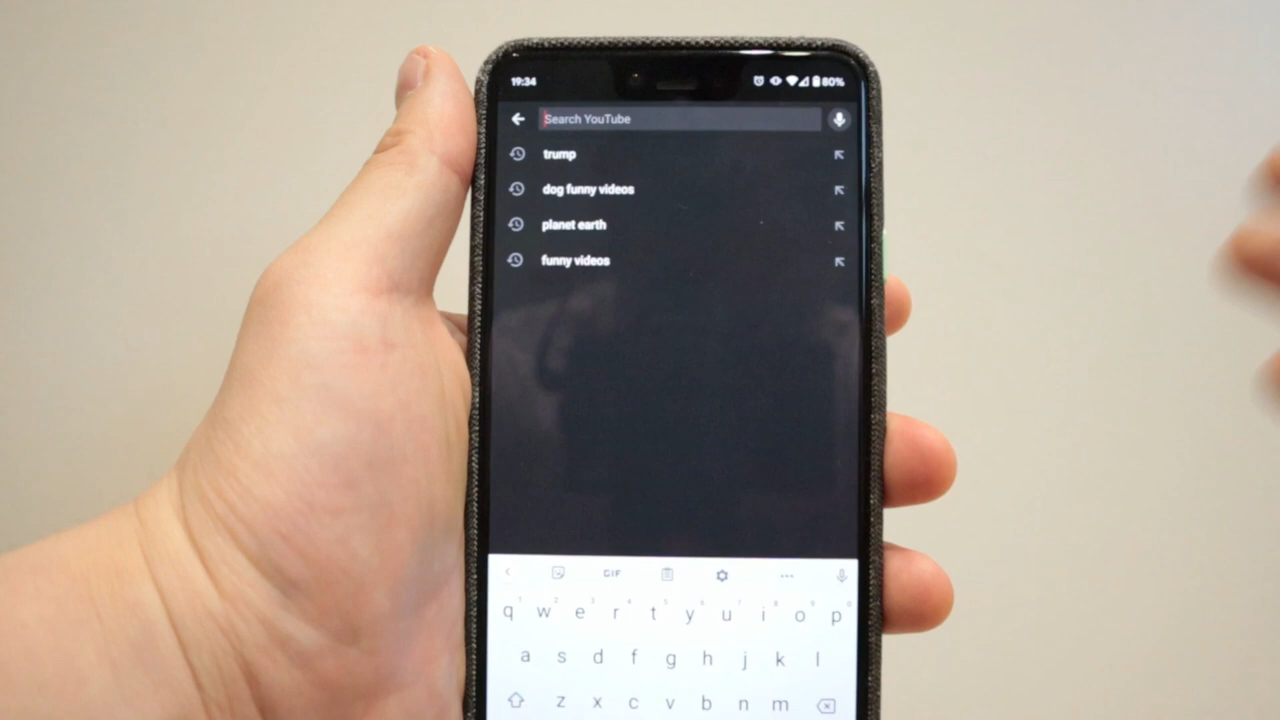 19:34 80%
Search YouTube
trump
dog funny videos
planet earth
funny videos
GIF
q w e r t y u i o p
a s d f g h j k l
z x c v b n m